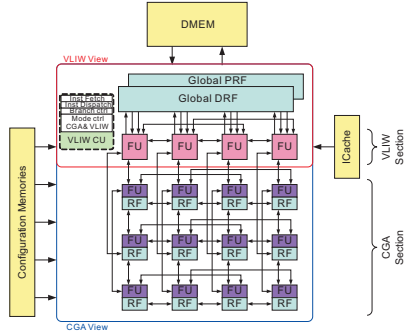 DMEM
VLIW View
Global PRF
Global DRF
Inst Fetch
Inst Dispatch
Branch ctrl
Mode ctrl
CGA& VLIW
VLIW CU
FU FU FU FU
ICache
VLIW
Section
Configuration Memories
FU FU FU FU
RF RF RF RF
FU FU FU FU
RF RF RF RF
FU FU FU FU
RF RF RF RF
CGA
Section
CGA View